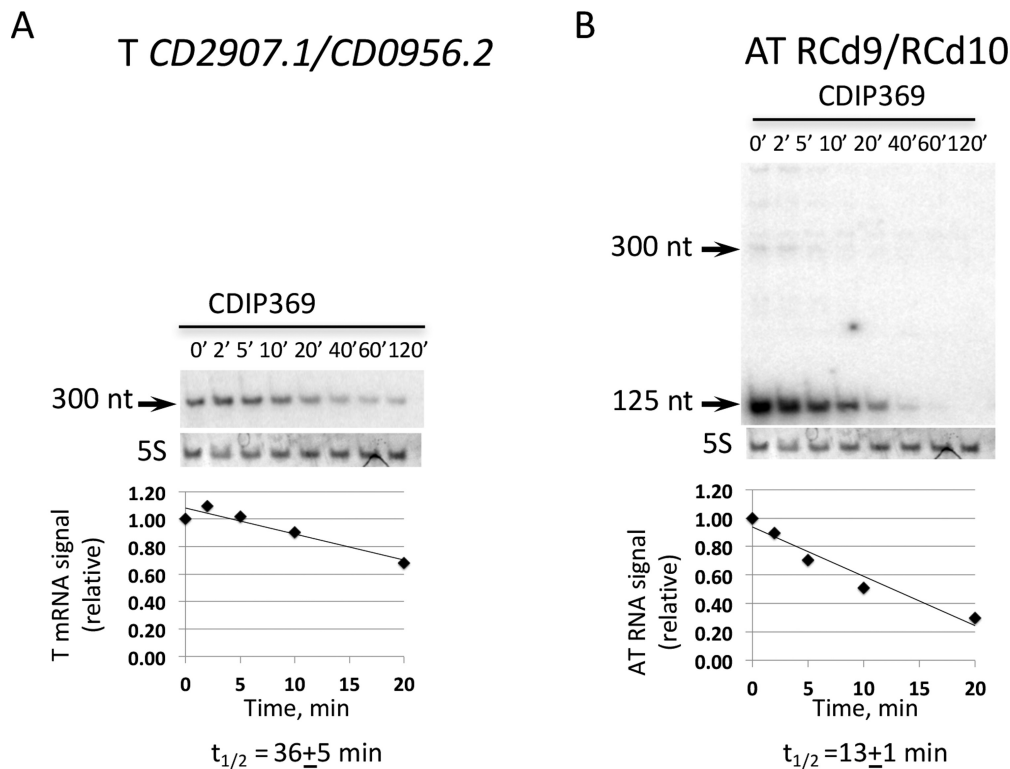 A
T CD2907.1/CD0956.2
CDIP369
0’ 2’ 5’ 10’ 20’ 40’ 60’ 120’
300 nt
5S
1.20
1.00
0.80
0.60
0.40
0.20
0.00
T mRNA signal
(relative)
0 5 10 15 20
Time, min
t1/2 = 36±5 min
B
AT RCd9/RCd10
CDIP369
0’ 2’ 5’ 10’ 20’ 40’ 60’ 120’
300 nt
125 nt
5S
1.20
1.00
0.80
0.60
0.40
0.20
0.00
AT RNA signal
(relative)
0 5 10 15 20
Time, min
t1/2 =13±1 min